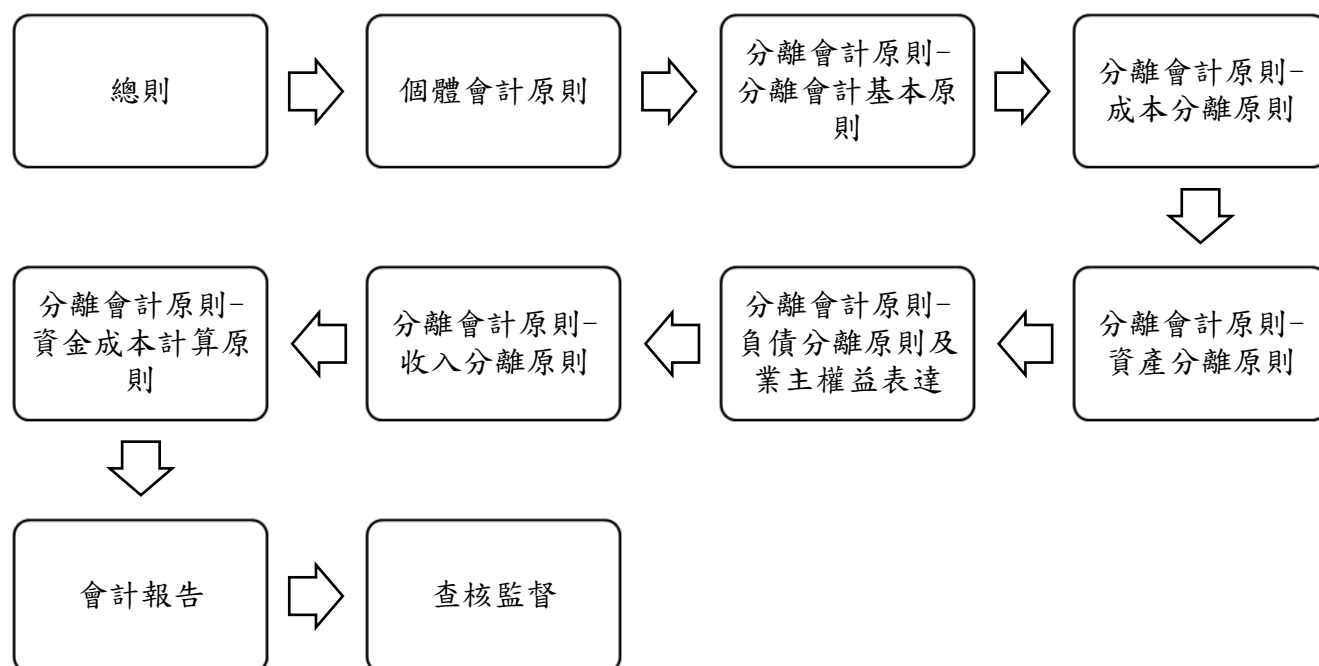 總則
個體會計原則
分離會計原則-
分離會計基本原
則
分離會計原則-
成本分離原則
分離會計原則-
資產分離原則
分離會計原則-
負債分離原則及
業主權益表達
分離會計原則-
收入分離原則
分離會計原則-
資金成本計算原
則
會計報告
查核監督